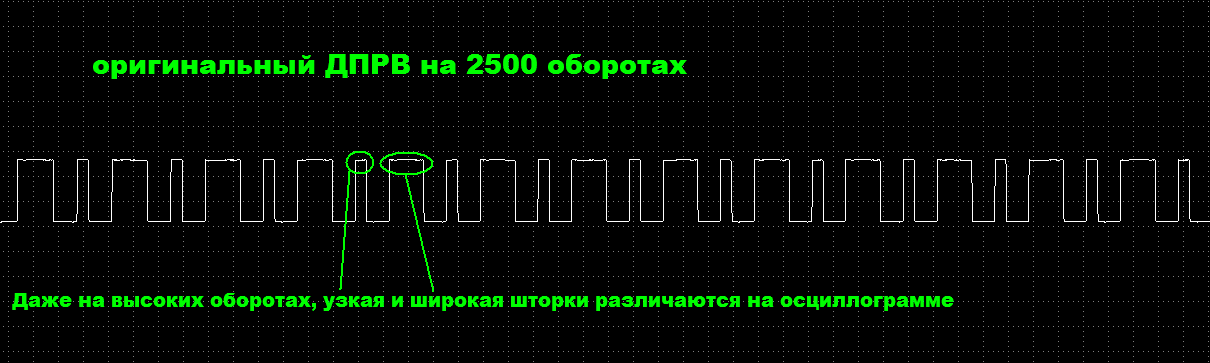 оригинальный ДПРВ на 2500 оборотах
Даже на высоких оборотах, узкая и широкая шторки различаются на осциллограмме